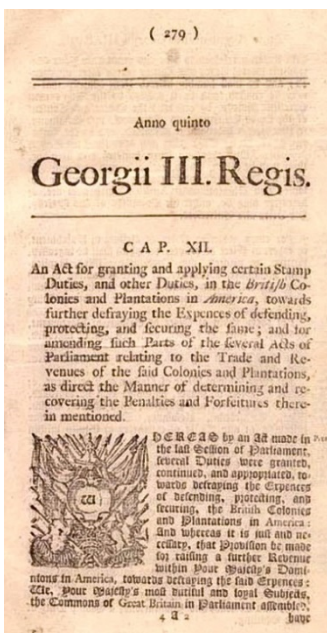 ( 279 )
Anno quinto
Georgii III. Regis.
CAP. XII.
An Act for granting and applying certain Stamp
Duties, and other Duties, in the British Co-
lonies and Plantations in America, towards
further defraying the Expences of defending,
protecting, and securing the same; and for
amending such Parts of the several Acts of
Parliament relating to the Trade and Re-
venues of the said Colonies and Plantations,
as direct the Manner of determining and re-
covering the Penalties and Forfeitures there-
in mentioned.
WHEREAS by an Act made in
the last Session of Parliament,
several Duties were granted,
continued, and appropriated, to-
wards defraying the Expences
of defending, protecting, and
securing, the British Colonies
and Plantations in America:
And whereas it is just and ne-
cessary, that Provision be made
for raising a further Revenue
within Your Majesty's Domi-
nions in America, towards defraying the said Expences:
We, Your Majesty's most dutiful and loyal Subjects,
the Commons of Great Britain in Parliament assembled,
4 A 2 have